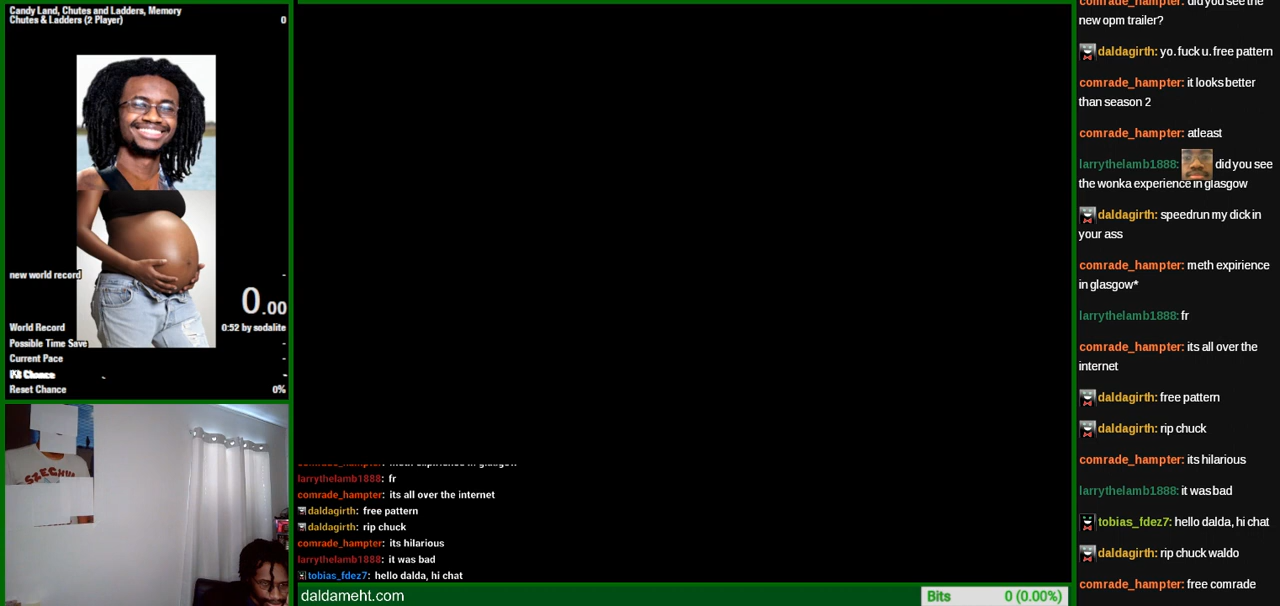 Candy Land, Chutes and Ladders, Memory
Chutes & Ladders (2 Player) 0
new world record -
0.00
World Record 0:52 by sodalite
Possible Time Save -
Current Pace -
Reset Chance 0%
SZECHU
larrythelamb1888: fr
comrade_hampter: its all over the internet
daldagirth: free pattern
daldagirth: rip chuck
comrade_hampter: its hilarious
larrythelamb1888: it was bad
tobias_fdez7: hello dalda, hi chat
daldameht.com
Bits 0 (0.00%)
comrade_hampter: did you see the
new opm trailer?
daldagirth: yo. fuck u. free pattern
comrade_hampter: it looks better
than season 2
comrade_hampter: atleast
larrythelamb1888: did you see
the wonka experience in glasgow
daldagirth: speedrun my dick in
your ass
comrade_hampter: meth expirience
in glasgow*
larrythelamb1888: fr
comrade_hampter: its all over the
internet
daldagirth: free pattern
daldagirth: rip chuck
comrade_hampter: its hilarious
larrythelamb1888: it was bad
tobias_fdez7: hello dalda, hi chat
daldagirth: rip chuck waldo
comrade_hampter: free comrade